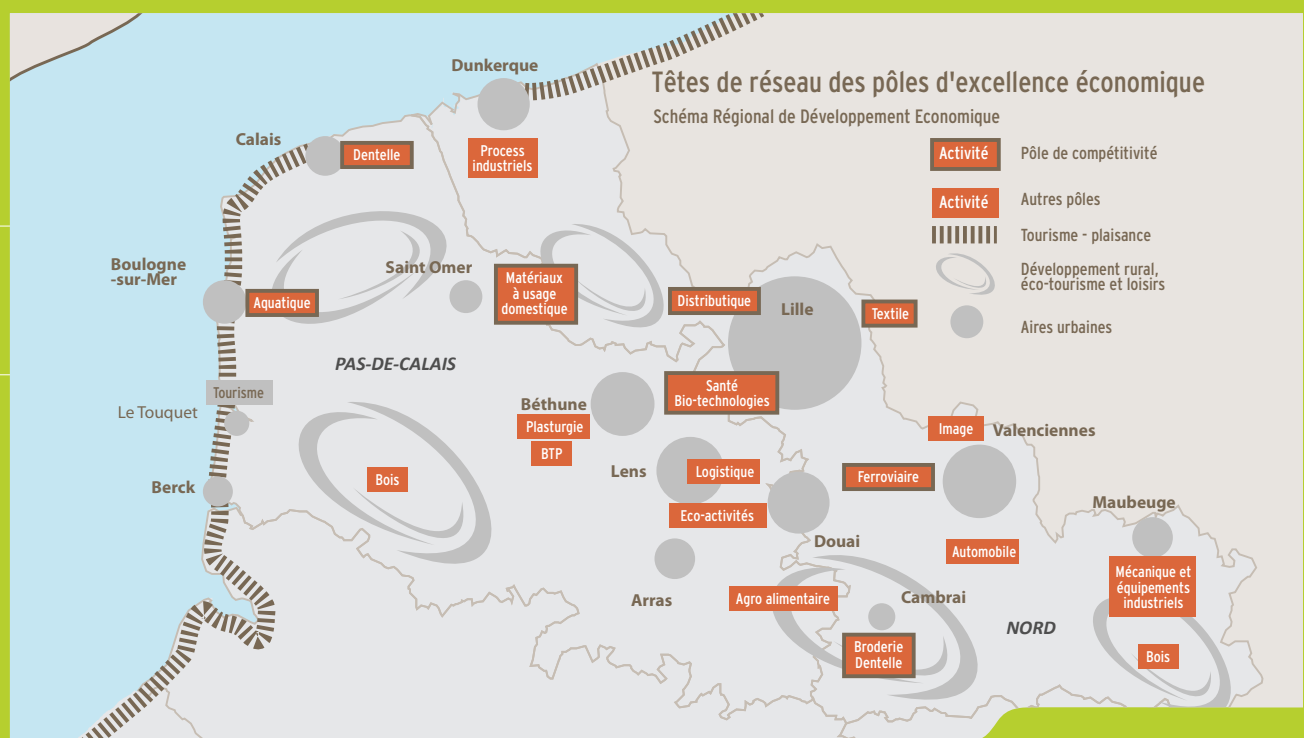 Têtes de réseau des pôles d'excellence économique
Schéma Régional de Développement Economique
Activité
Pôle de compétitivité
Activité
Autres pôles
Tourisme - plaisance
Développement rural,
éco-tourisme et loisirs
Aires urbaines
Dunkerque
Process
industriels
Calais
Dentelle
Boulogne
-sur-Mer
Aquatique
Saint Omer
Matériaux
à usage
domestique
Distributique
Lille
Textile
PAS-DE-CALAIS
Tourisme
Le Touquet
Santé
Bio-technologies
Béthune
Plasturgie
BTP
Image
Valenciennes
Berck
Bois
Lens
Logistique
Ferroviaire
Eco-activités
Maubeuge
Douai
Automobile
Mécanique et
équipements
industriels
Arras
Agro alimentaire
Cambrai
NORD
Broderie
Dentelle
Bois